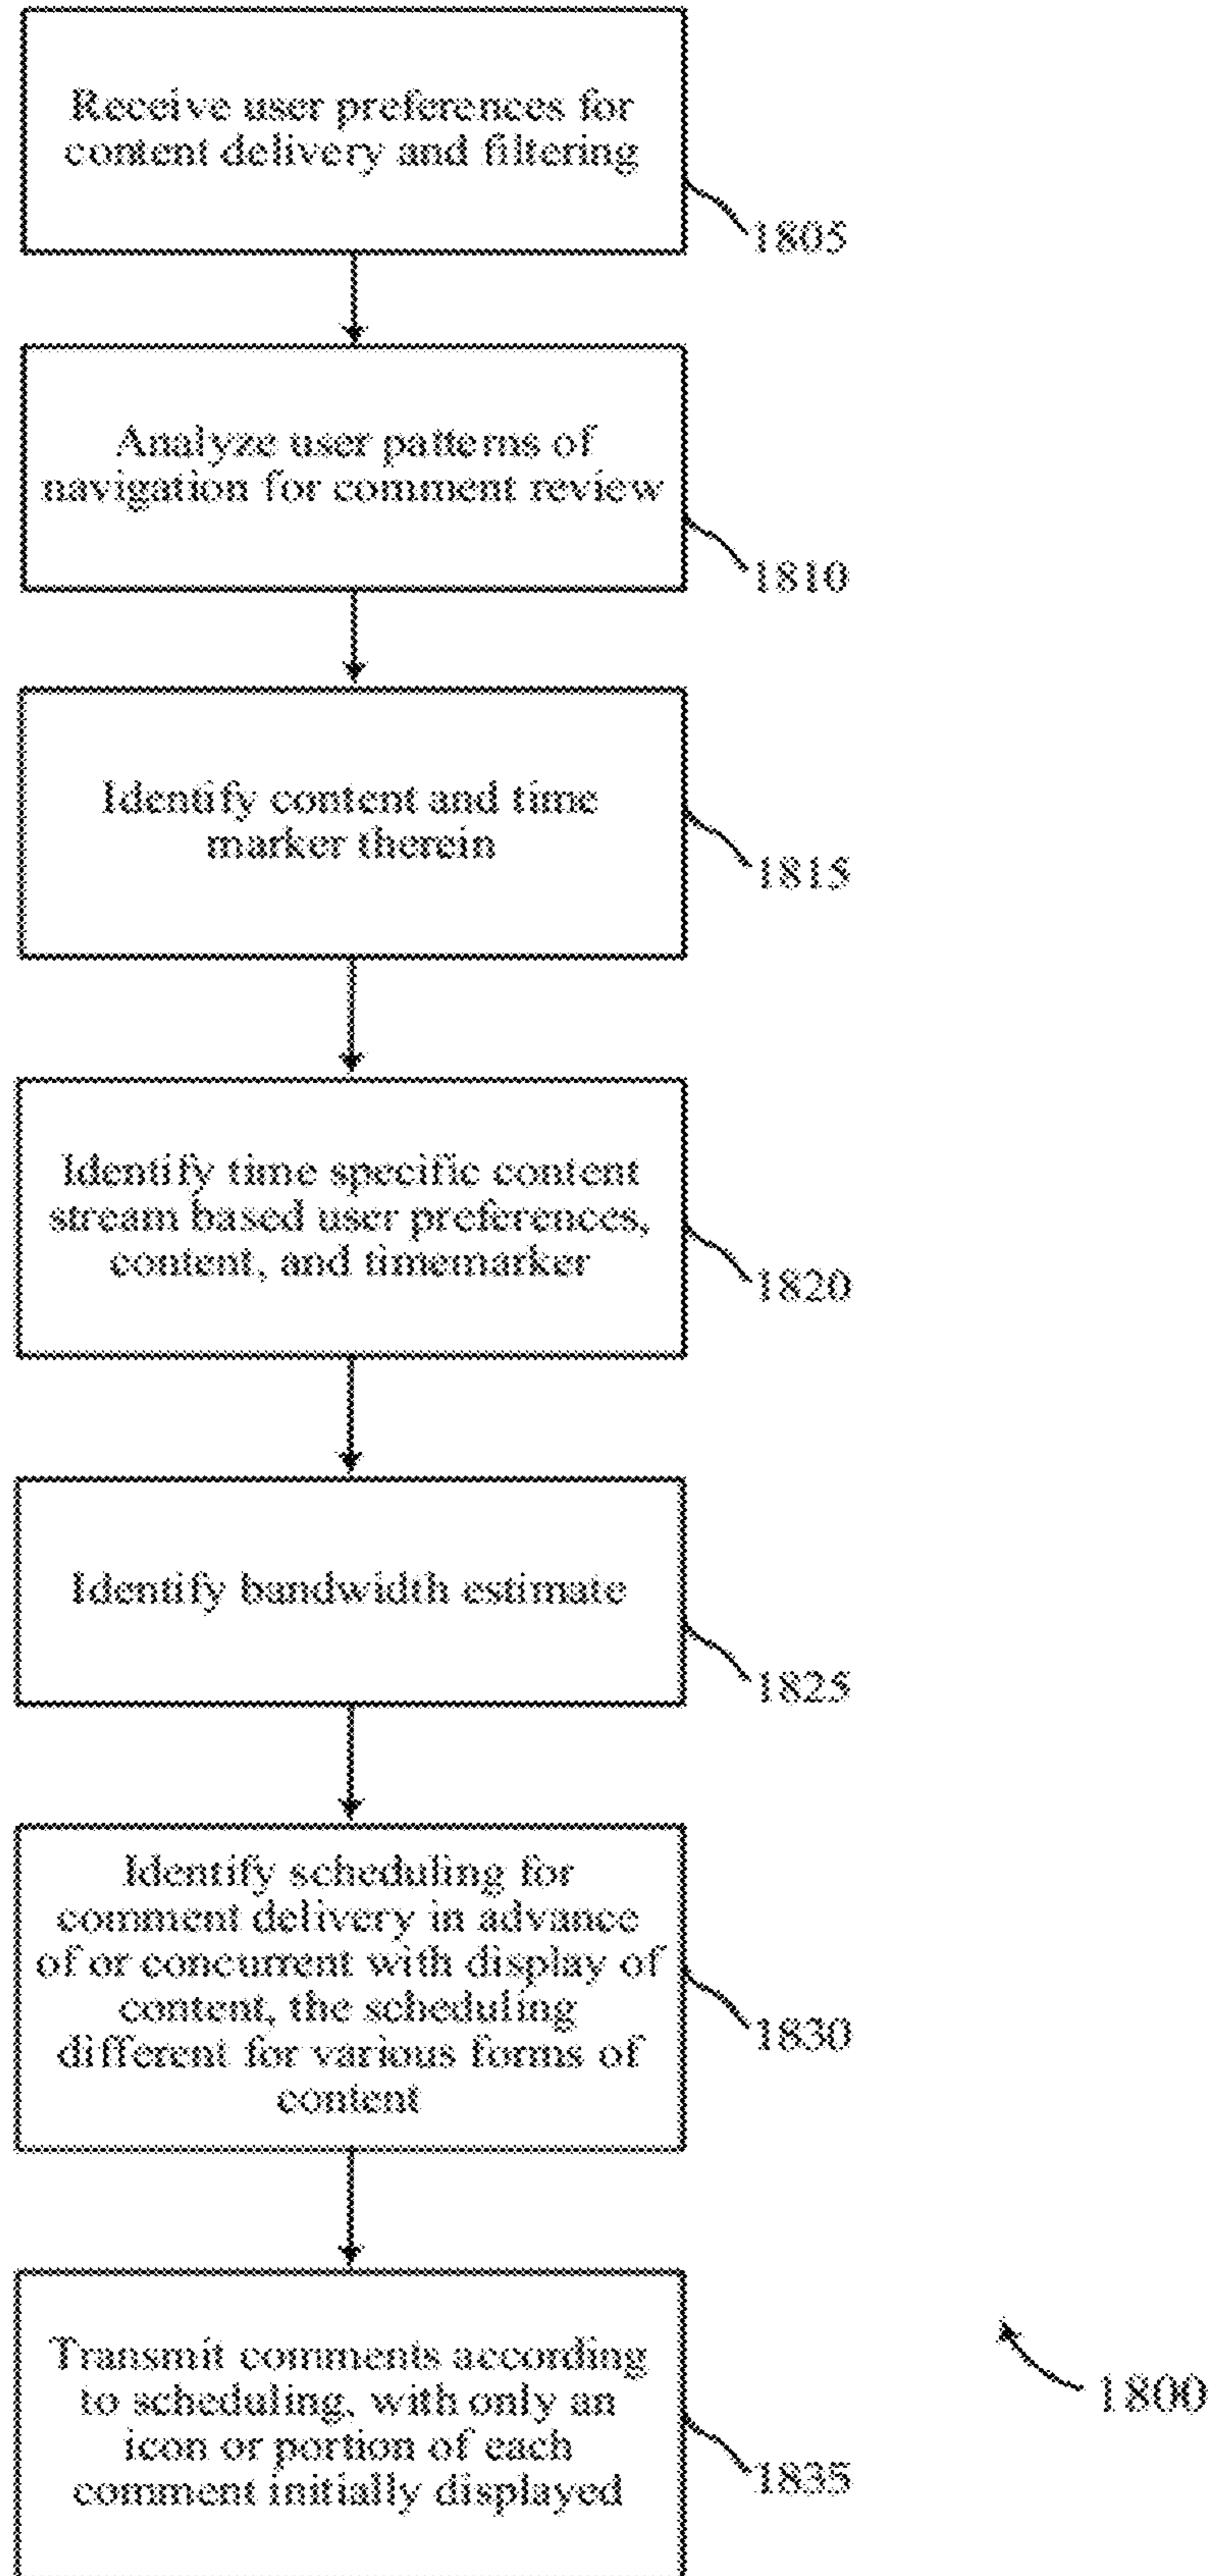 Receive user preferences for
content delivery and filtering
1805
Analyze user patterns of
navigation for comment review
1810
Identify content and time
marker therein
1815
Identify time specific content
stream based user preferences,
content, and timemarker
1820
Identify bandwidth estimate
1825
Identify scheduling for
comment delivery in advance
of or concurrent with display of
content, the scheduling
different for various forms of
content
1830
Transmit comments according
to scheduling, with only an
icon or portion of each
comment initially displayed
1835
1800